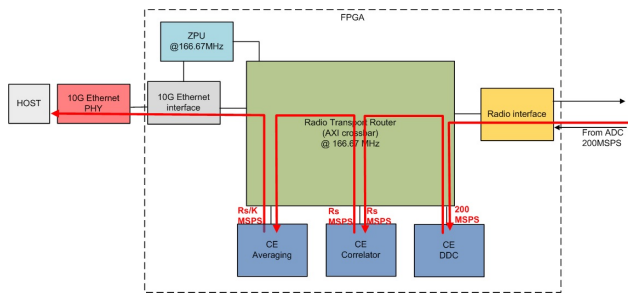 FPGA
ZPU
@166.67MHz
HOST
10G Ethernet
PHY
10G Ethernet
interface
Radio Transport Router
(AXI crossbar)
@ 166.67 MHz
Radio interface
From ADC
200MSPS
Rs/K
MSPS
Rs
MSPS
Rs
MSPS
200
MSPS
CE
Averaging
CE
Correlator
CE
DDC